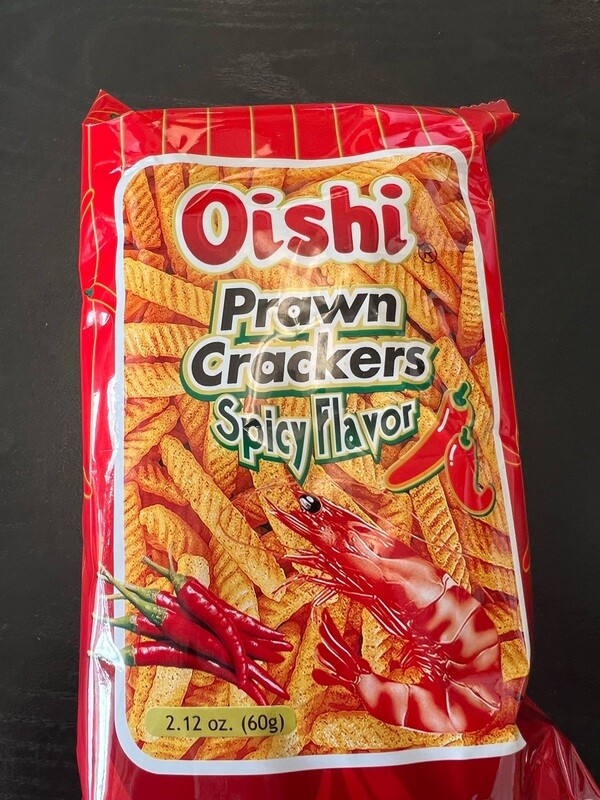 Oishi®
Prawn
Crackers
Spicy Flavor
2.12 oz. (60g)